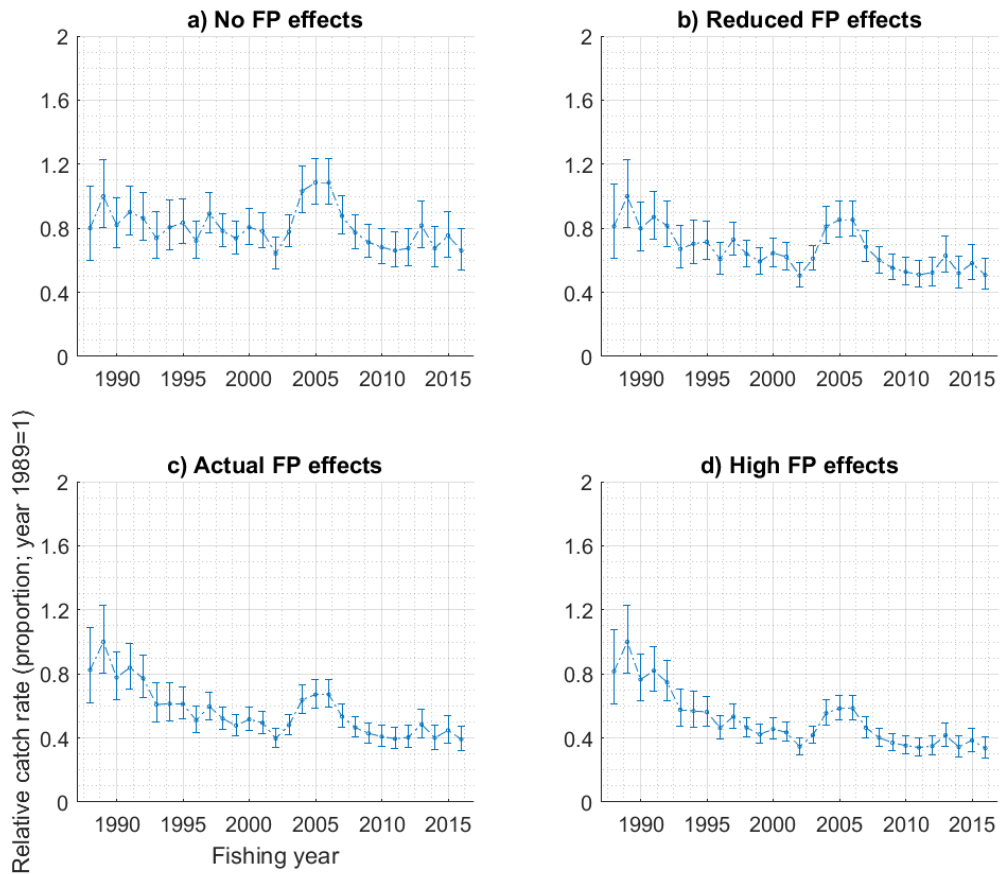 a) No FP effects
2
1.6
1.2
0.8
0.4
0
1990 1995 2000 2005 2010 2015
b) Reduced FP effects
2
1.6
1.2
0.8
0.4
0
1990 1995 2000 2005 2010 2015
Relative catch rate (proportion; year 1989=1)
c) Actual FP effects
2
1.6
1.2
0.8
0.4
0
1990 1995 2000 2005 2010 2015
Fishing year
d) High FP effects
2
1.6
1.2
0.8
0.4
0
1990 1995 2000 2005 2010 2015